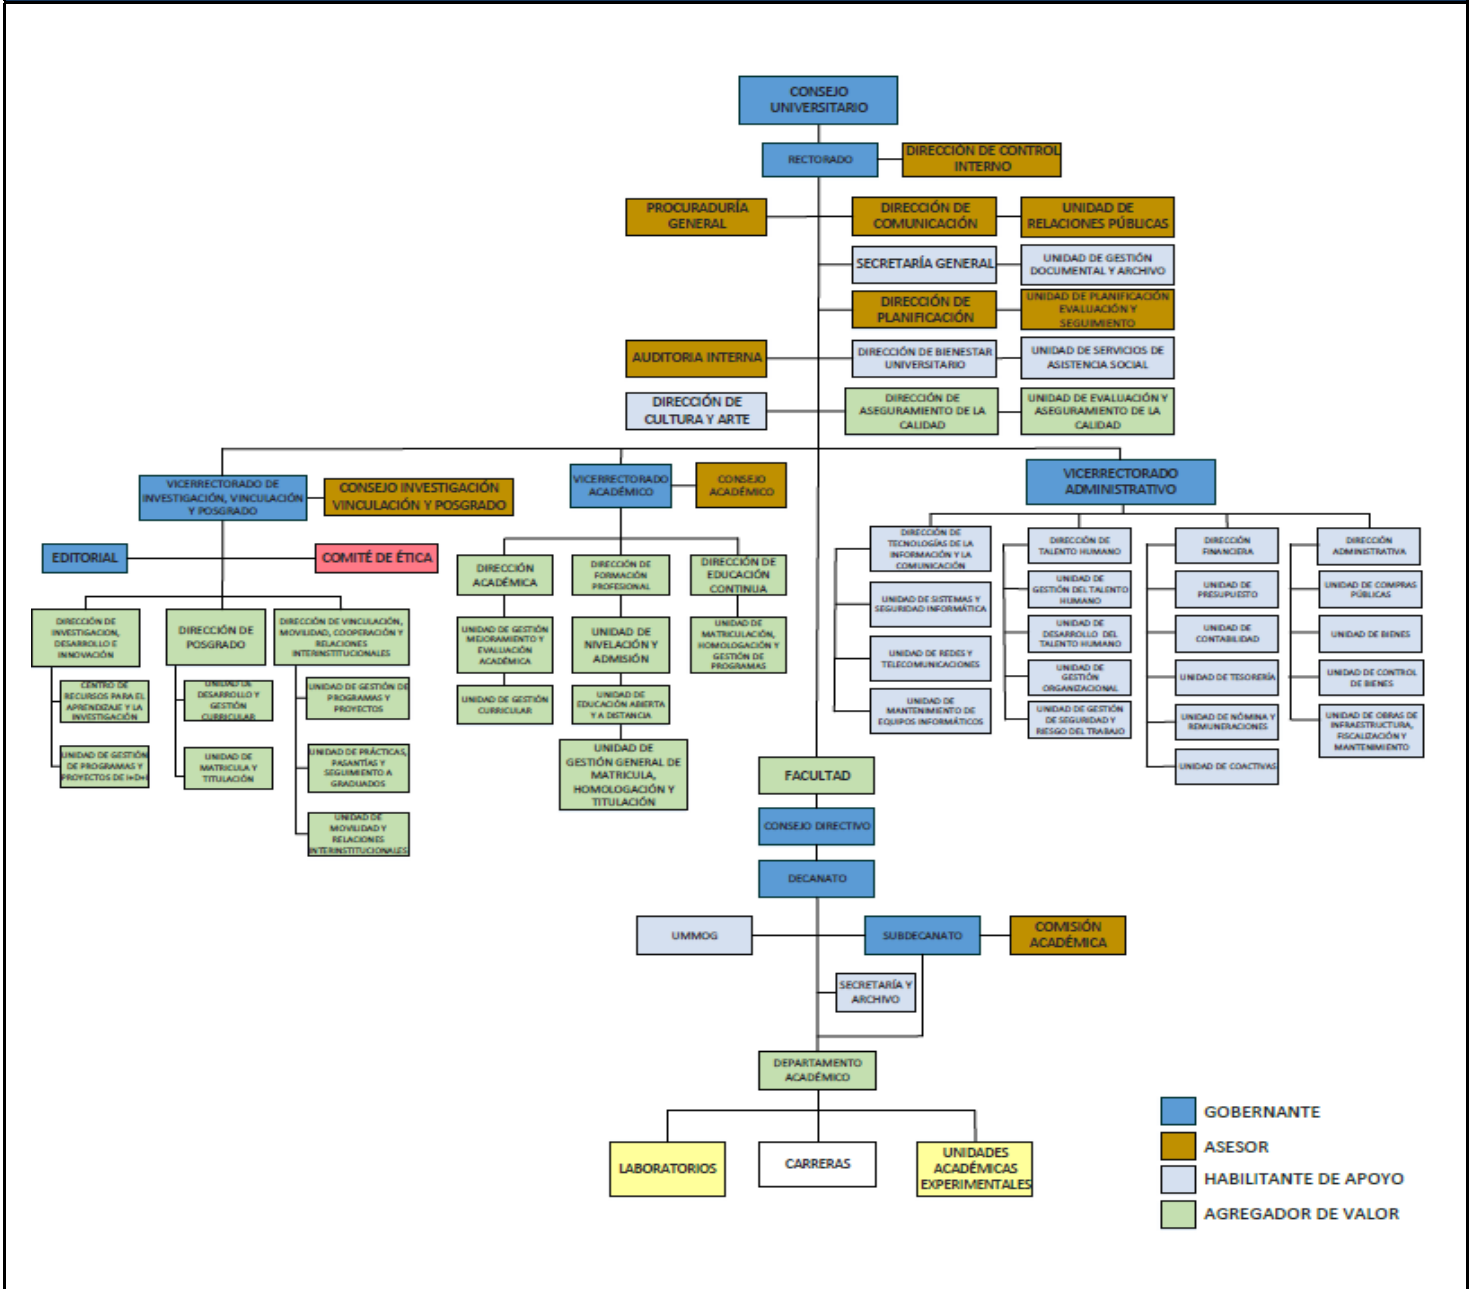 CONSEJO
UNIVERSITARIO
RECTORADO
DIRECCIÓN DE CONTROL
INTERNO
PROCURADURÍA
GENERAL
DIRECCIÓN DE
COMUNICACIÓN
UNIDAD DE
RELACIONES PÚBLICAS
SECRETARÍA GENERAL
UNIDAD DE GESTIÓN
DOCUMENTAL Y ARCHIVO
DIRECCIÓN DE
PLANIFICACIÓN
UNIDAD DE PLANIFICACIÓN
EVALUACIÓN Y
SEGUIMIENTO
AUDITORIA INTERNA
DIRECCIÓN DE BIENESTAR
UNIVERSITARIO
UNIDAD DE SERVICIOS DE
ASISTENCIA SOCIAL
DIRECCIÓN DE
CULTURA Y ARTE
DIRECCIÓN DE
ASEGURAMIENTO DE LA
CALIDAD
UNIDAD DE EVALUACIÓN Y
ASEGURAMIENTO DE LA
CALIDAD
VICERRECTORADO DE
INVESTIGACIÓN, VINCULACIÓN
Y POSGRADO
CONSEJO INVESTIGACIÓN
VINCULACIÓN Y POSGRADO
VICERRECTORADO
ACADÉMICO
CONSEJO
ACADÉMICO
VICERRECTORADO
ADMINISTRATIVO
EDITORIAL
COMITÉ DE ÉTICA
DIRECCIÓN DE
INVESTIGACION,
DESARROLLO E
INNOVACIÓN
DIRECCIÓN DE
POSGRADO
DIRECCIÓN DE VINCULACIÓN,
MOVILIDAD, COOPERACIÓN Y
RELACIONES
INTERINSTITUCIONALES
CENTRO DE
RECURSOS PARA EL
APRENDIZAJE Y LA
INVESTIGACIÓN
UNIDAD DE
DESARROLLO Y
GESTIÓN
CURRICULAR
UNIDAD DE GESTIÓN DE
PROGRAMAS Y
PROYECTOS
UNIDAD DE GESTIÓN
DE PROGRAMAS Y
PROYECTOS DE I+D+I
UNIDAD DE
MATRICULA Y
TITULACIÓN
UNIDAD DE PRÁCTICAS,
PASANTÍAS Y
SEGUIMIENTO A
GRADUADOS
UNIDAD DE
MOVILIDAD Y
RELACIONES
INTERINSTITUCIONALES
DIRECCIÓN
ACADÉMICA
DIRECCIÓN DE
FORMACIÓN
PROFESIONAL
DIRECCIÓN DE
EDUCACIÓN
CONTINUA
UNIDAD DE GESTIÓN
MEJORAMIENTO Y
EVALUACIÓN
ACADÉMICA
UNIDAD DE
NIVELACIÓN Y
ADMISIÓN
UNIDAD DE
MATRICULACIÓN,
HOMOLOGACIÓN Y
GESTIÓN DE
PROGRAMAS
UNIDAD DE GESTIÓN
CURRICULAR
UNIDAD DE
EDUCACIÓN ABIERTA
Y A DISTANCIA
UNIDAD DE
GESTIÓN GENERAL DE
MATRICULA,
HOMOLOGACIÓN Y
TITULACIÓN
DIRECCIÓN DE
TECNOLOGÍAS DE LA
INFORMACIÓN Y LA
COMUNICACIÓN
DIRECCIÓN DE
TALENTO HUMANO
DIRECCIÓN
FINANCIERA
DIRECCIÓN
ADMINISTRATIVA
UNIDAD DE SISTEMAS Y
SEGURIDAD INFORMÁTICA
UNIDAD DE
GESTIÓN DEL TALENTO
HUMANO
UNIDAD DE
PRESUPUESTO
UNIDAD DE COMPRAS
PÚBLICAS
UNIDAD DE REDES Y
TELECOMUNICACIONES
UNIDAD DE
DESARROLLO DEL
TALENTO HUMANO
UNIDAD DE
CONTABILIDAD
UNIDAD DE BIENES
UNIDAD DE
GESTIÓN
ORGANIZACIONAL
UNIDAD DE TESORERÍA
UNIDAD DE CONTROL
DE BIENES
UNIDAD DE
MANTENIMIENTO DE
EQUIPOS INFORMÁTICOS
UNIDAD DE GESTIÓN
DE SEGURIDAD Y
RIESGO DEL TRABAJO
UNIDAD DE NÓMINA Y
REMUNERACIONES
UNIDAD DE OBRAS DE
INFRAESTRUCTURA,
FISCALIZACIÓN Y
MANTENIMIENTO
UNIDAD DE COACTIVAS
FACULTAD
CONSEJO DIRECTIVO
DECANATO
UMMOG
SUBDECANATO
COMISIÓN
ACADÉMICA
SECRETARÍA Y
ARCHIVO
DEPARTAMENTO
ACADÉMICO
LABORATORIOS
CARRERAS
UNIDADES
ACADÉMICAS
EXPERIMENTALES
GOBERNANTE
ASESOR
HABILITANTE DE APOYO
AGREGADOR DE VALOR